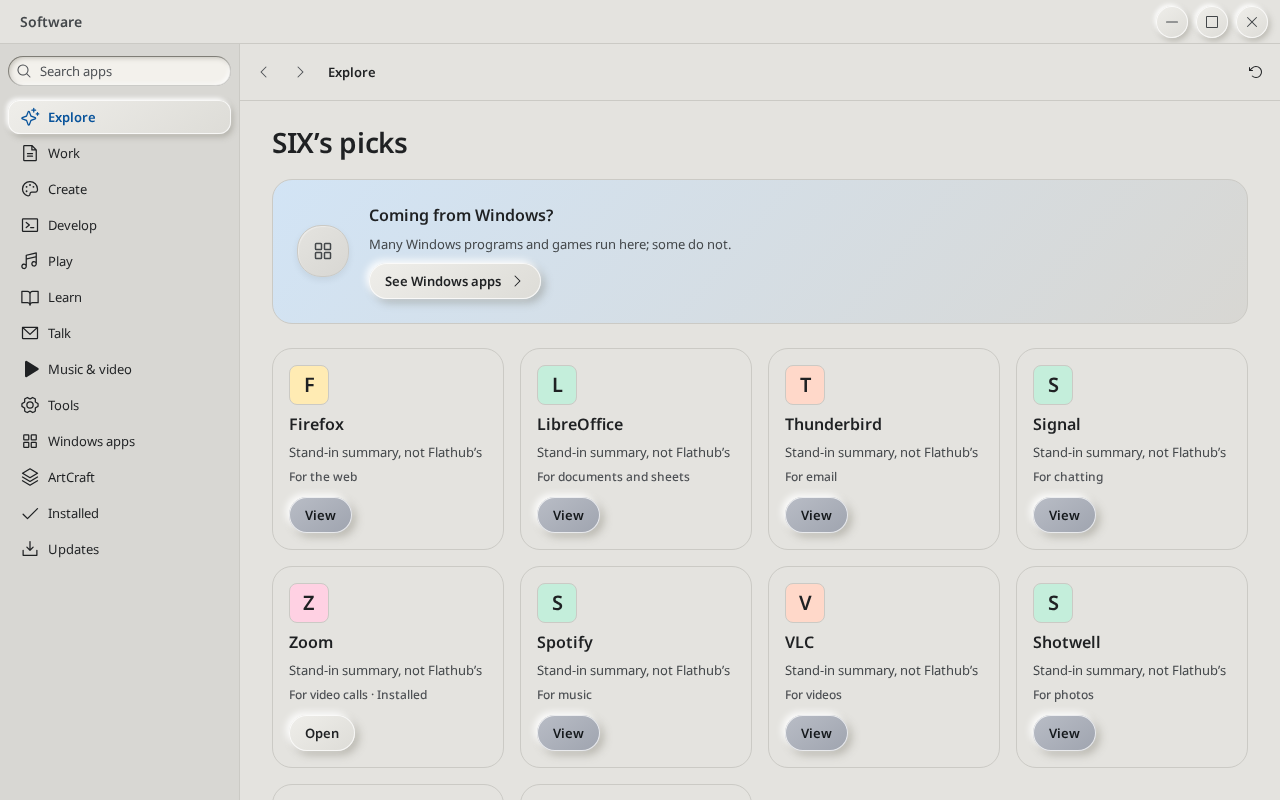 Software
Search apps
Explore
Work
Create
Develop
Play
Learn
Talk
Music & video
Tools
Windows apps
ArtCraft
Installed
Updates
Explore
SIX’s picks
Coming from Windows?
Many Windows programs and games run here; some do not.
See Windows apps
F
Firefox
Stand-in summary, not Flathub’s
For the web
View
L
LibreOffice
Stand-in summary, not Flathub’s
For documents and sheets
View
T
Thunderbird
Stand-in summary, not Flathub’s
For email
View
S
Signal
Stand-in summary, not Flathub’s
For chatting
View
Z
Zoom
Stand-in summary, not Flathub’s
For video calls · Installed
Open
S
Spotify
Stand-in summary, not Flathub’s
For music
View
V
VLC
Stand-in summary, not Flathub’s
For videos
View
S
Shotwell
Stand-in summary, not Flathub’s
For photos
View